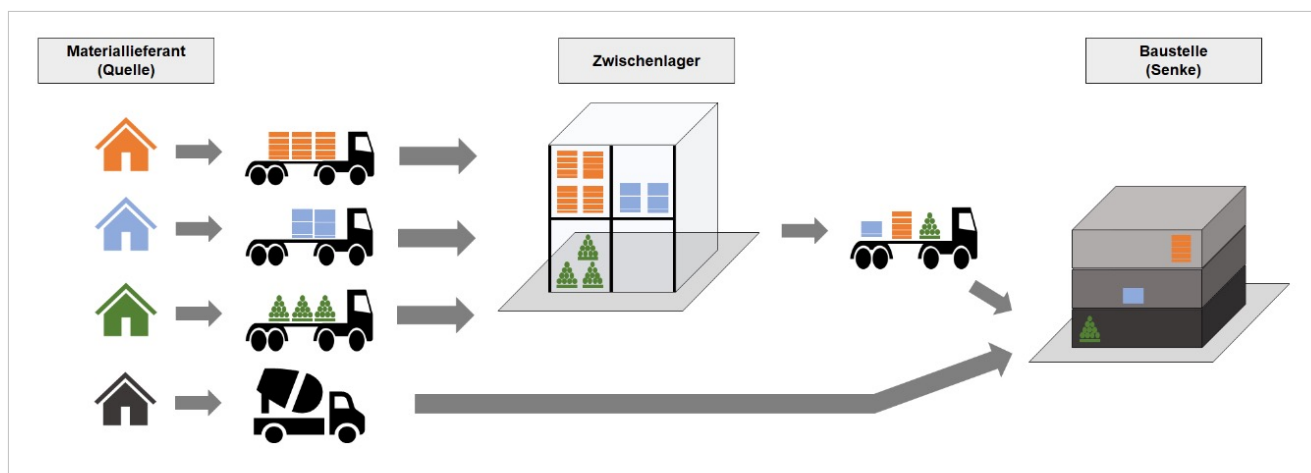 Materiallieferant
(Quelle)
Zwischenlager
Baustelle
(Senke)